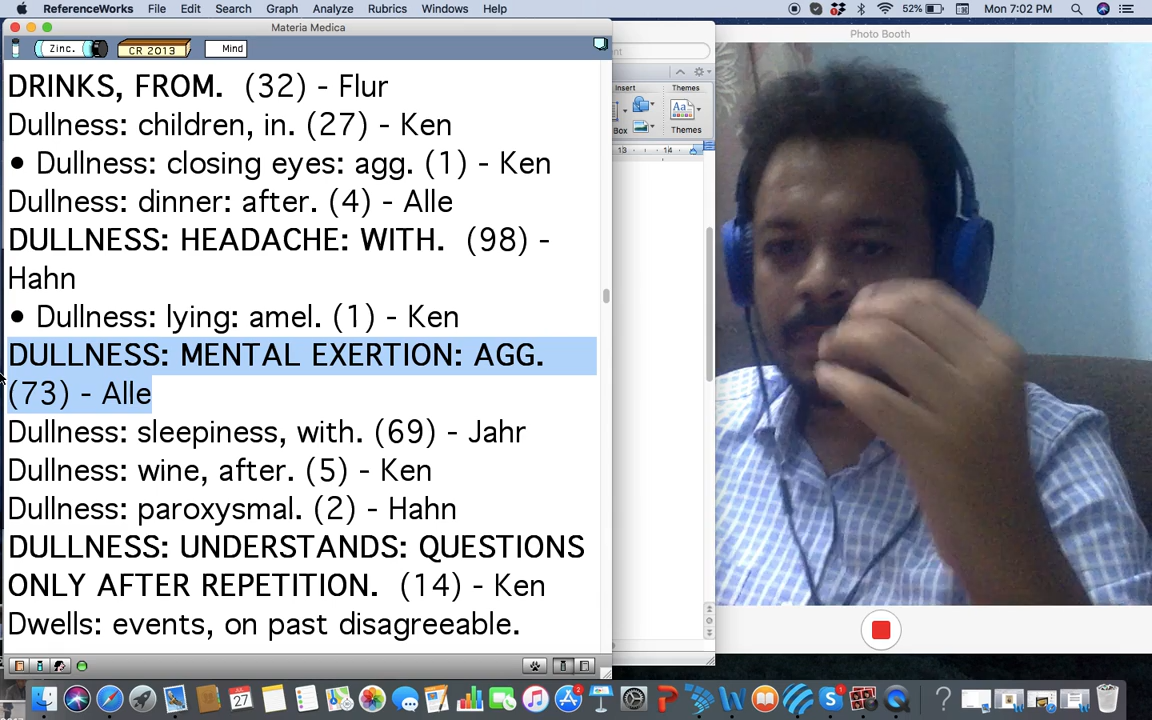 ReferenceWorks File Edit Search Graph Analyze Rubrics Windows Help 52% Mon 7:02 PM
Materia Medica
Photo Booth
Zinc. CR 2013 Mind
DRINKS, FROM. (32) - Flur
Dullness: children, in. (27) - Ken
• Dullness: closing eyes: agg. (1) - Ken
Dullness: dinner: after. (4) - Alle
DULLNESS: HEADACHE: WITH. (98) -
Hahn
• Dullness: lying: amel. (1) - Ken
DULLNESS: MENTAL EXERTION: AGG.
(73) - Alle
Dullness: sleepiness, with. (69) - Jahr
Dullness: wine, after. (5) - Ken
Dullness: paroxysmal. (2) - Hahn
DULLNESS: UNDERSTANDS: QUESTIONS
ONLY AFTER REPETITION. (14) - Ken
Dwells: events, on past disagreeable.
Insert Themes
Aa
Box Themes
13 14
27